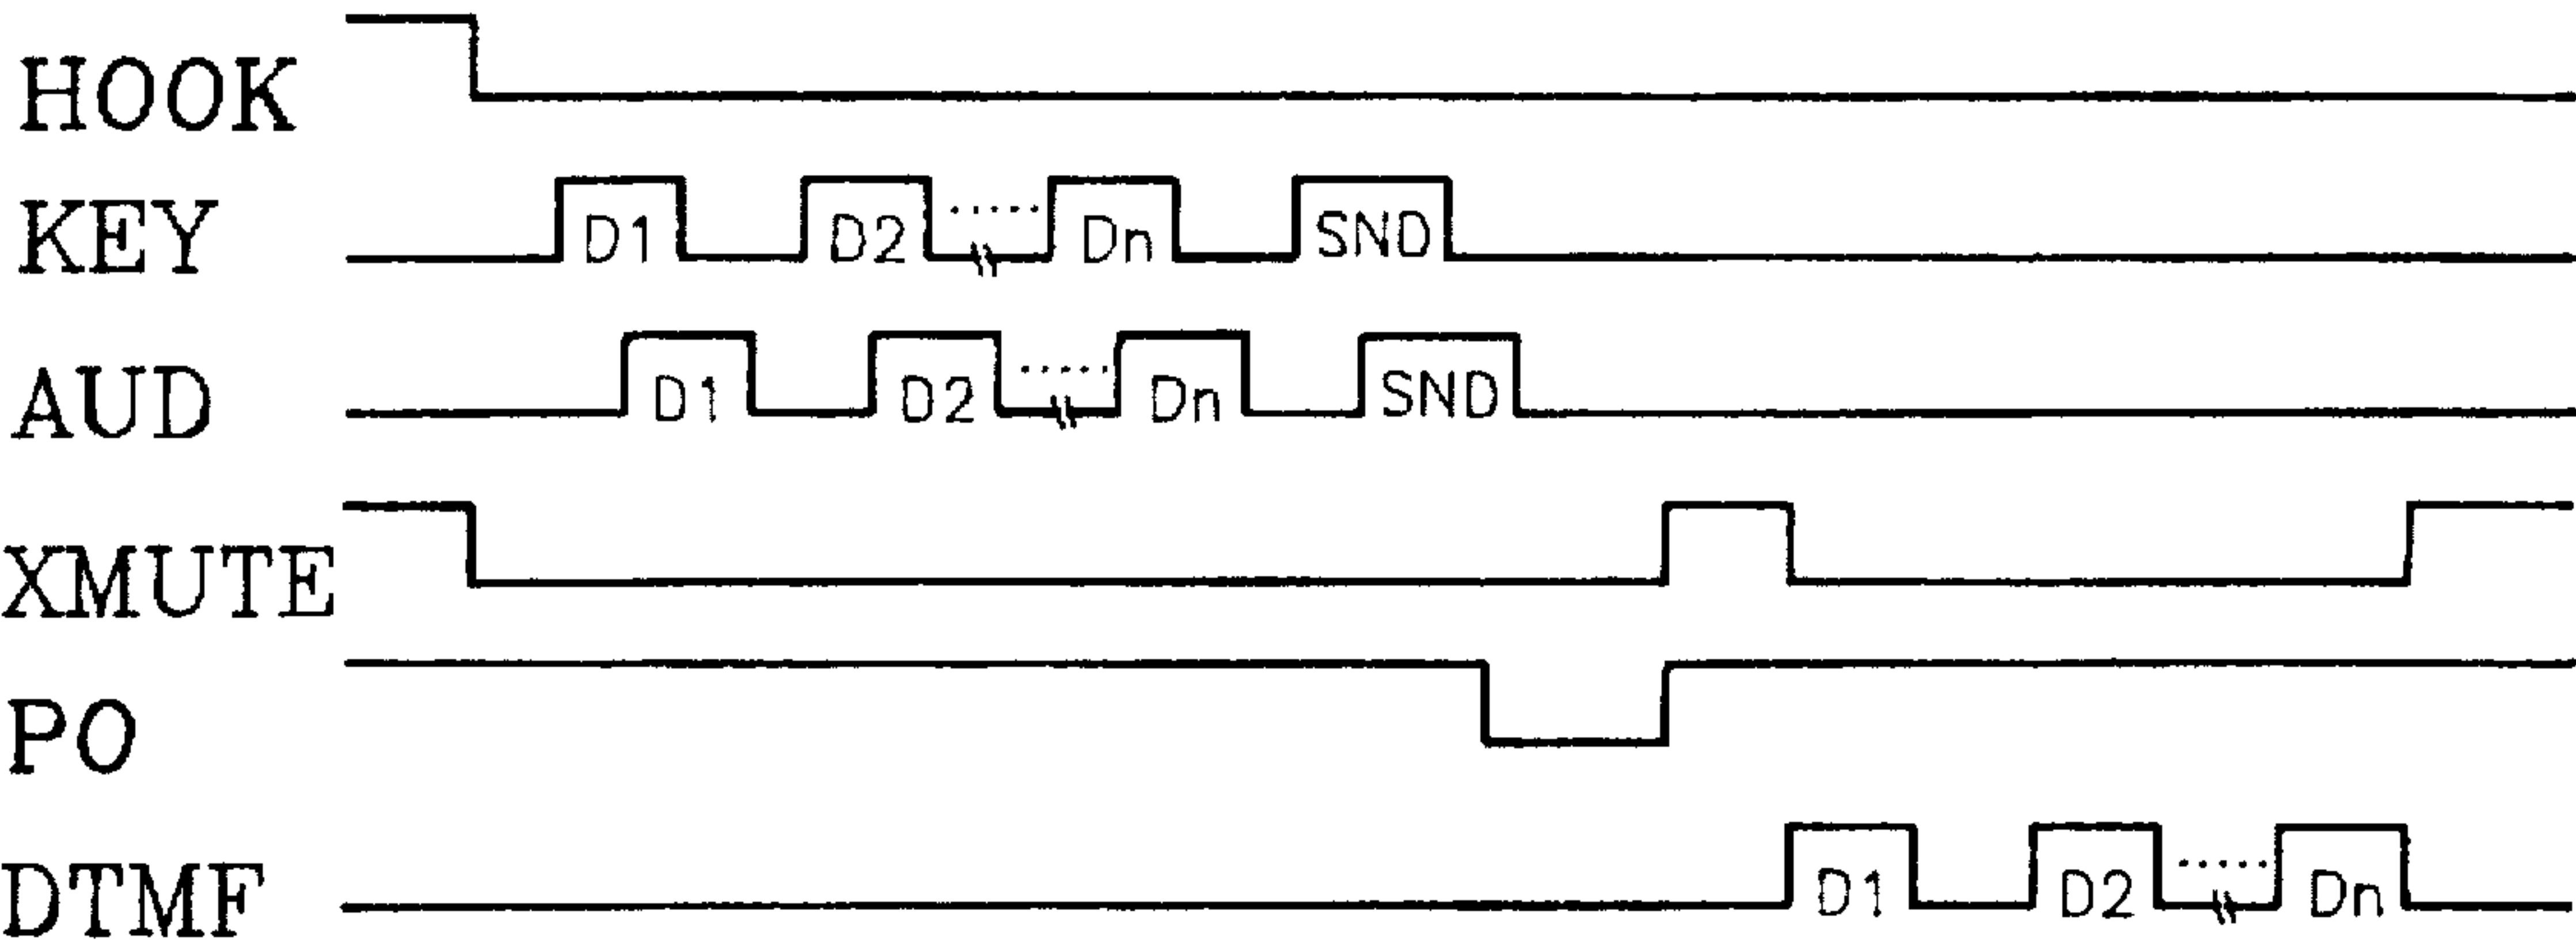 HOOK
KEY D1 D2 ...... Dn SND
AUD D1 D2 ...... Dn SND
XMUTE
PO
DTMF D1 D2 ...... Dn